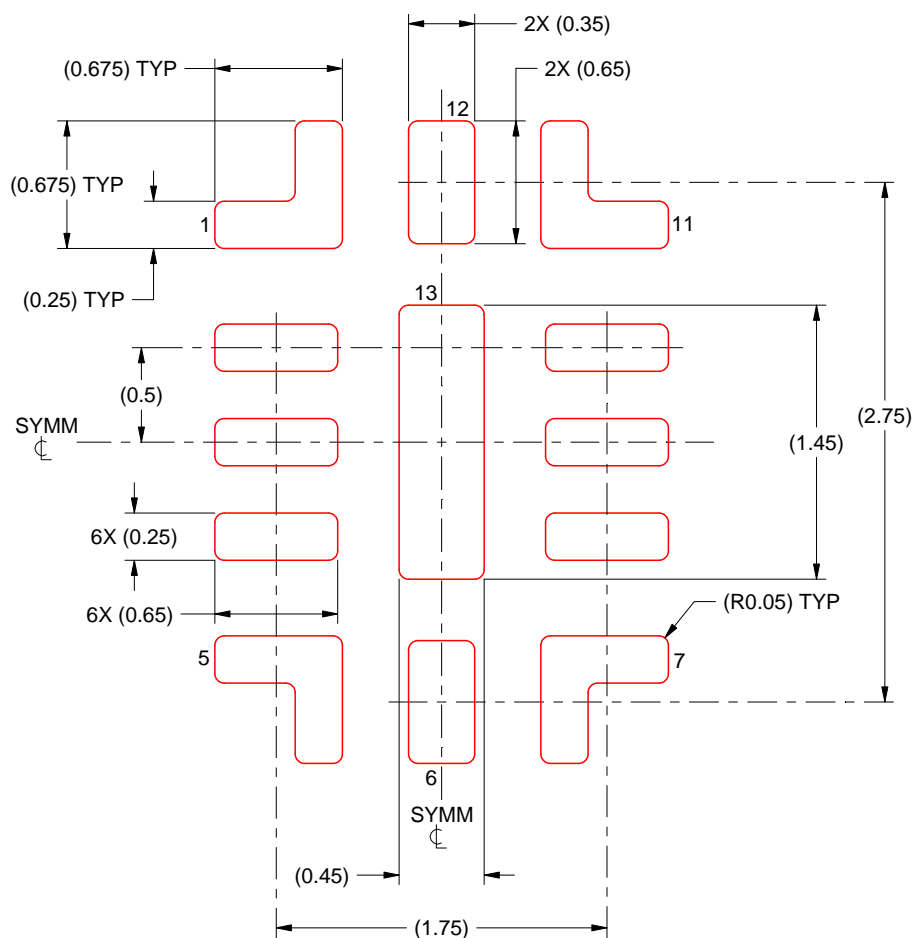 2X (0.35)
(0.675) TYP
2X (0.65)
12
(0.675) TYP
1
11
(0.25) TYP
13
(0.5)
(2.75)
SYMM
℄
(1.45)
6X (0.25)
6X (0.65)
(R0.05) TYP
5
7
6
SYMM
℄
(0.45)
(1.75)